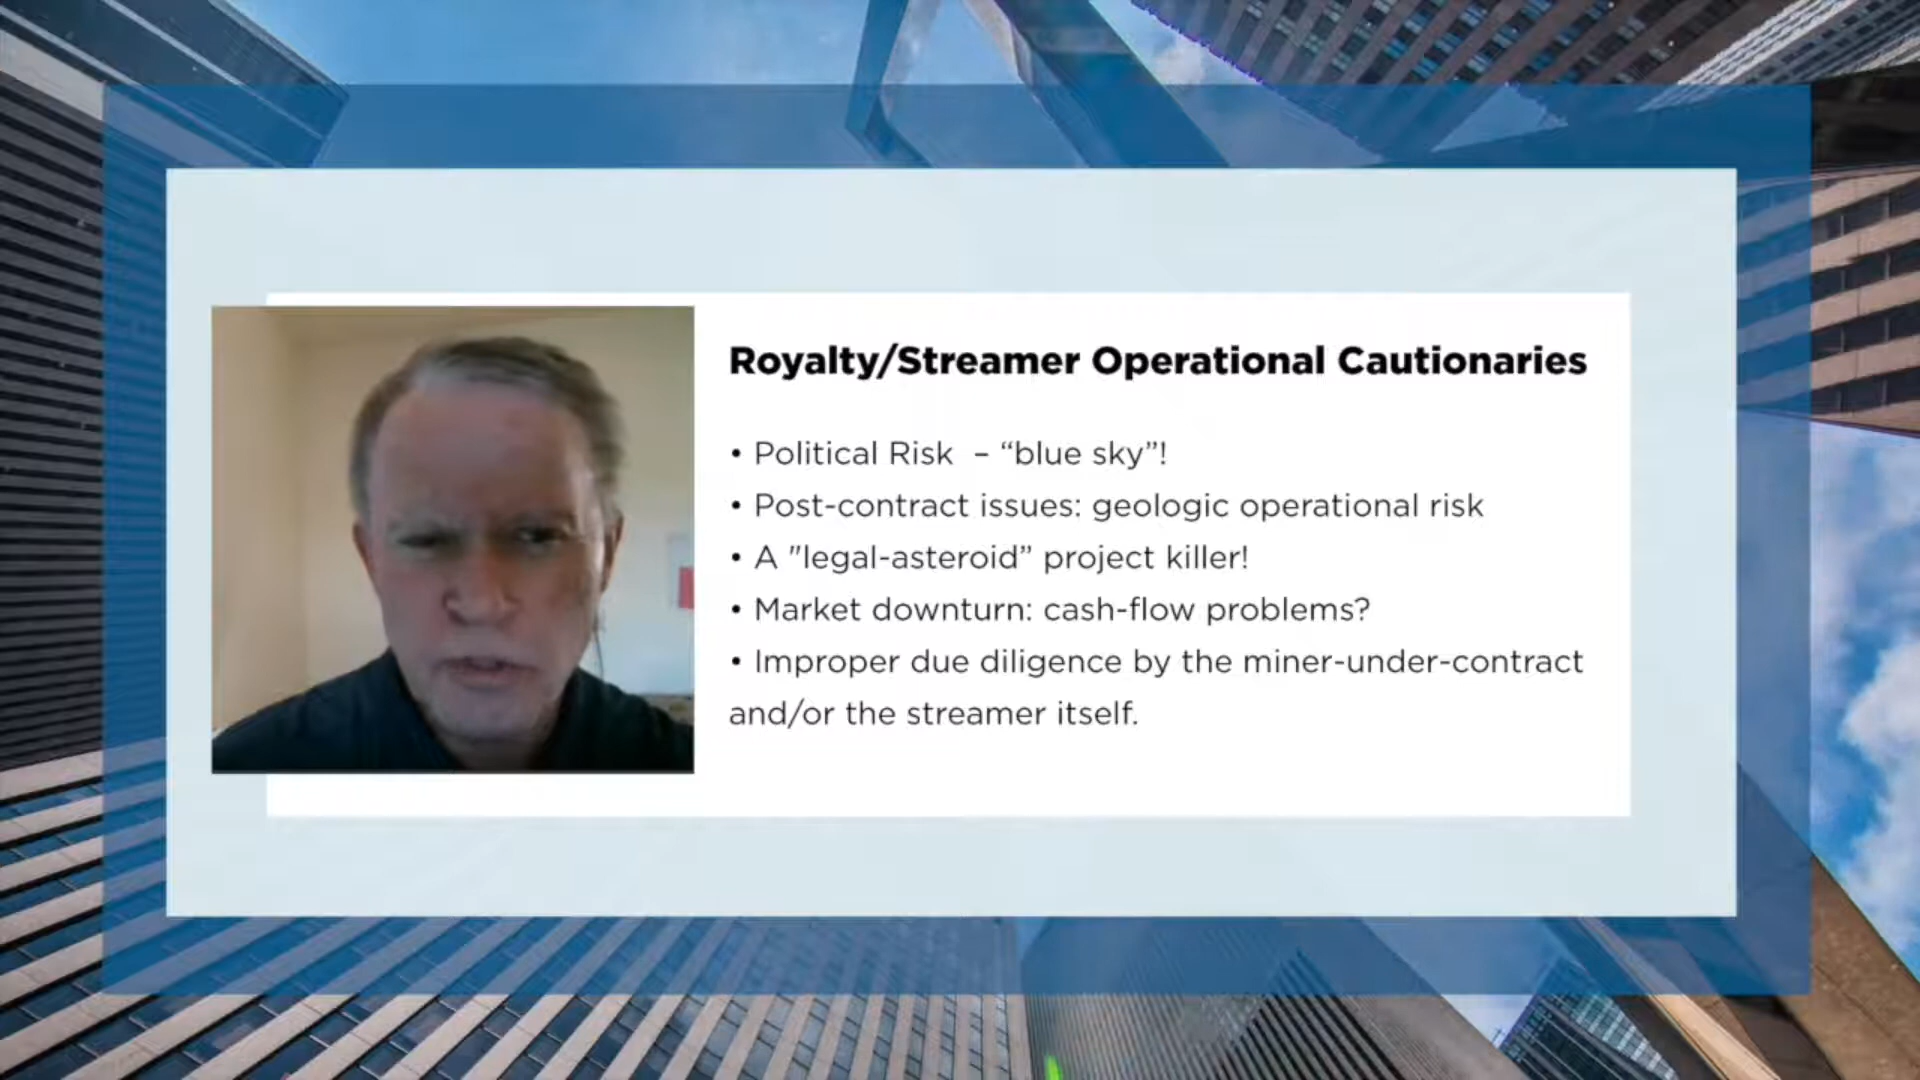 Royalty/Streamer Operational Cautionaries
• Political Risk  – “blue sky”!
• Post-contract issues: geologic operational risk
• A "legal-asteroid” project killer!
• Market downturn: cash-flow problems?
• Improper due diligence by the miner-under-contract
and/or the streamer itself.